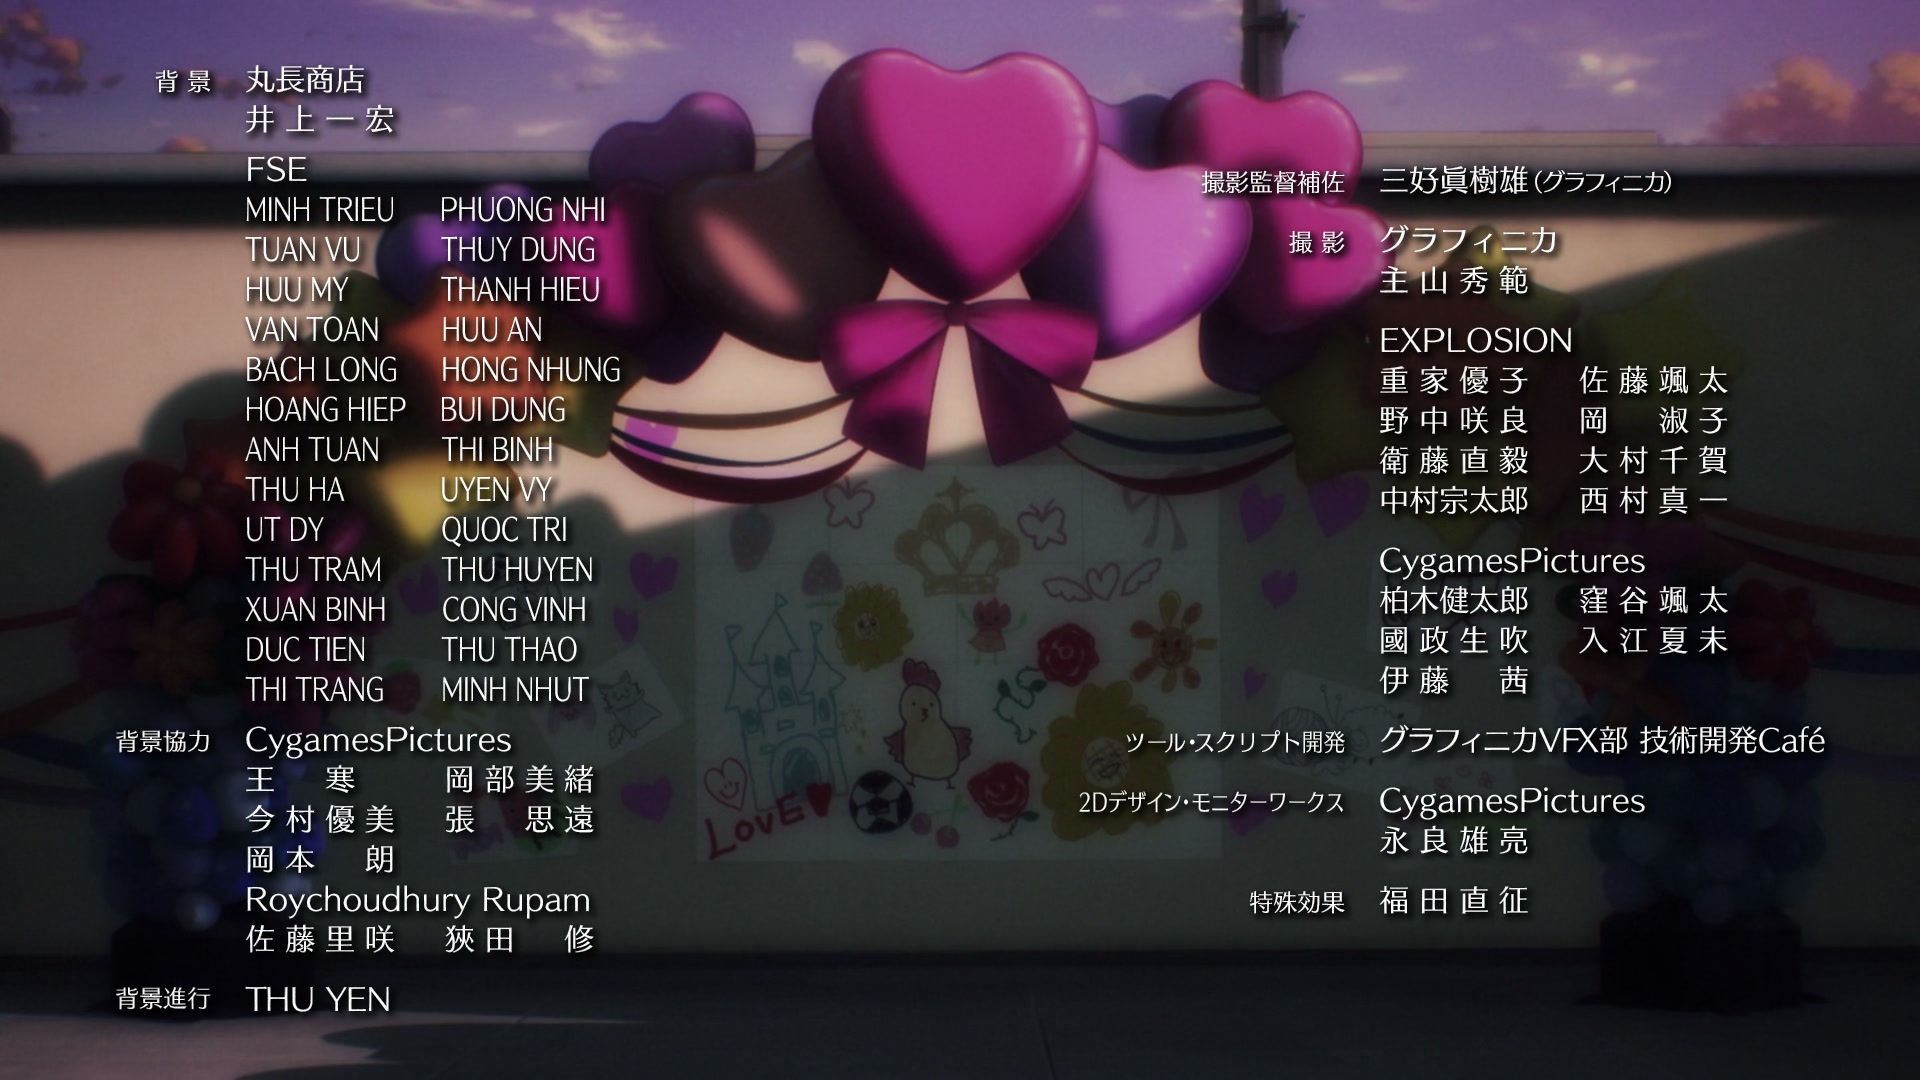 背景 丸長商店
井上一宏
FSE
MINH TRIEU PHUONG NHI
TUAN VU THUY DUNG
HUU MY THANH HIEU
VAN TOAN HUU AN
BACH LONG HONG NHUNG
HOANG HIEP BUI DUNG
ANH TUAN THI BINH
THU HA UYEN VY
UT DY QUOC TRI
THU TRAM THU HUYEN
XUAN BINH CONG VINH
DUC TIEN THU THAO
THI TRANG MINH NHUT
背景協力 CygamesPictures
王寒 岡部美緒
今村優美 張思遠
岡本朗
Roychoudhury Rupam
佐藤里咲 狹田修
背景進行 THU YEN
撮影監督補佐 三好眞樹雄(グラフィニカ)
撮影 グラフィニカ
主山秀範
EXPLOSION
重家優子 佐藤颯太
野中咲良 岡淑子
衛藤直毅 大村千賀
中村宗太郎 西村真一
CygamesPictures
柏木健太郎 窪谷颯太
國政生吹 入江夏未
伊藤茜
ツール・スクリプト開発 グラフィニカVFX部 技術開発Café
2Dデザイン・モニターワークス CygamesPictures
永良雄亮
特殊効果 福田直征
LovE